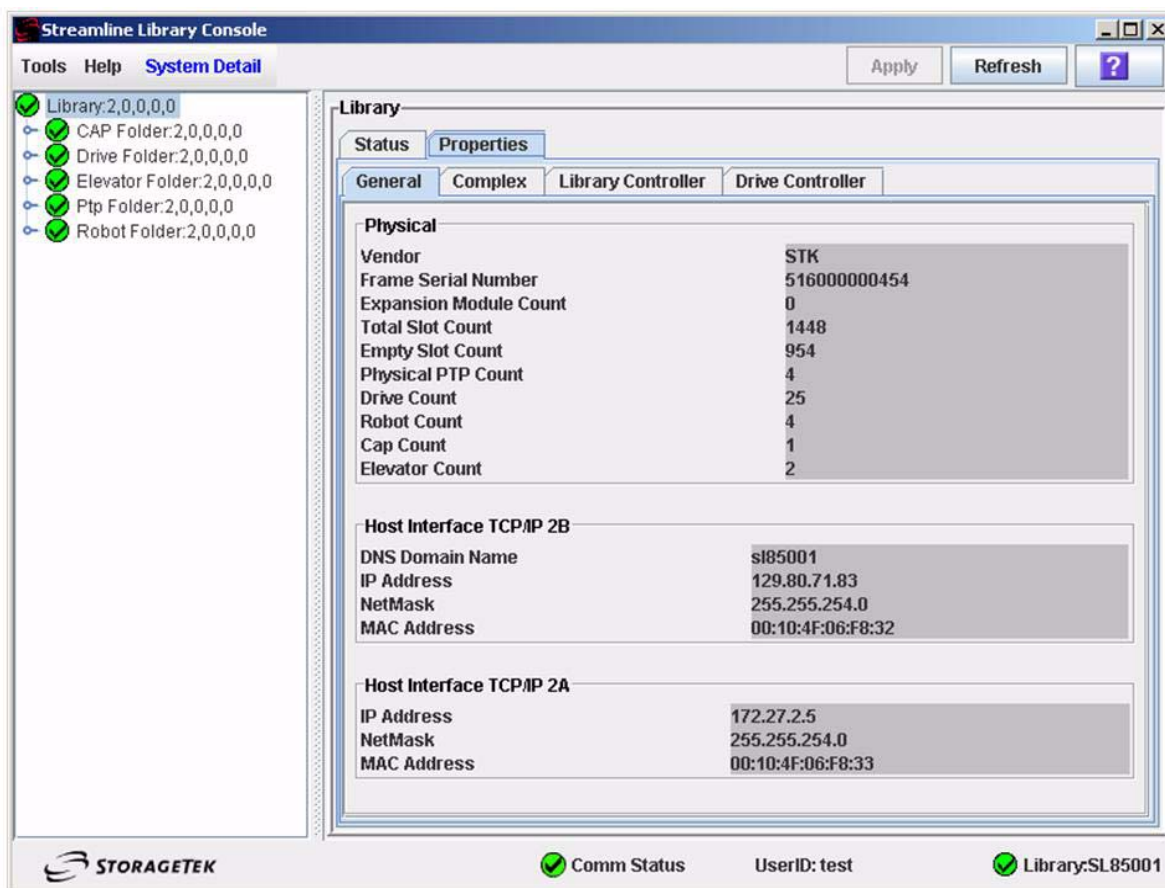 Streamline Library Console
Tools Help System Detail
Apply Refresh ?
Library:2,0,0,0,0
CAP Folder:2,0,0,0,0
Drive Folder:2,0,0,0,0
Elevator Folder:2,0,0,0,0
Ptp Folder:2,0,0,0,0
Robot Folder:2,0,0,0,0
Library
Status Properties
General Complex Library Controller Drive Controller
Physical
Vendor STK
Frame Serial Number 516000000454
Expansion Module Count 0
Total Slot Count 1448
Empty Slot Count 954
Physical PTP Count 4
Drive Count 25
Robot Count 4
Cap Count 1
Elevator Count 2
Host Interface TCP/IP 2B
DNS Domain Name sl85001
IP Address 129.80.71.83
NetMask 255.255.254.0
MAC Address 00:10:4F:06:F8:32
Host Interface TCP/IP 2A
IP Address 172.27.2.5
NetMask 255.255.254.0
MAC Address 00:10:4F:06:F8:33
STORAGETEK Comm Status UserID: test Library:SL85001